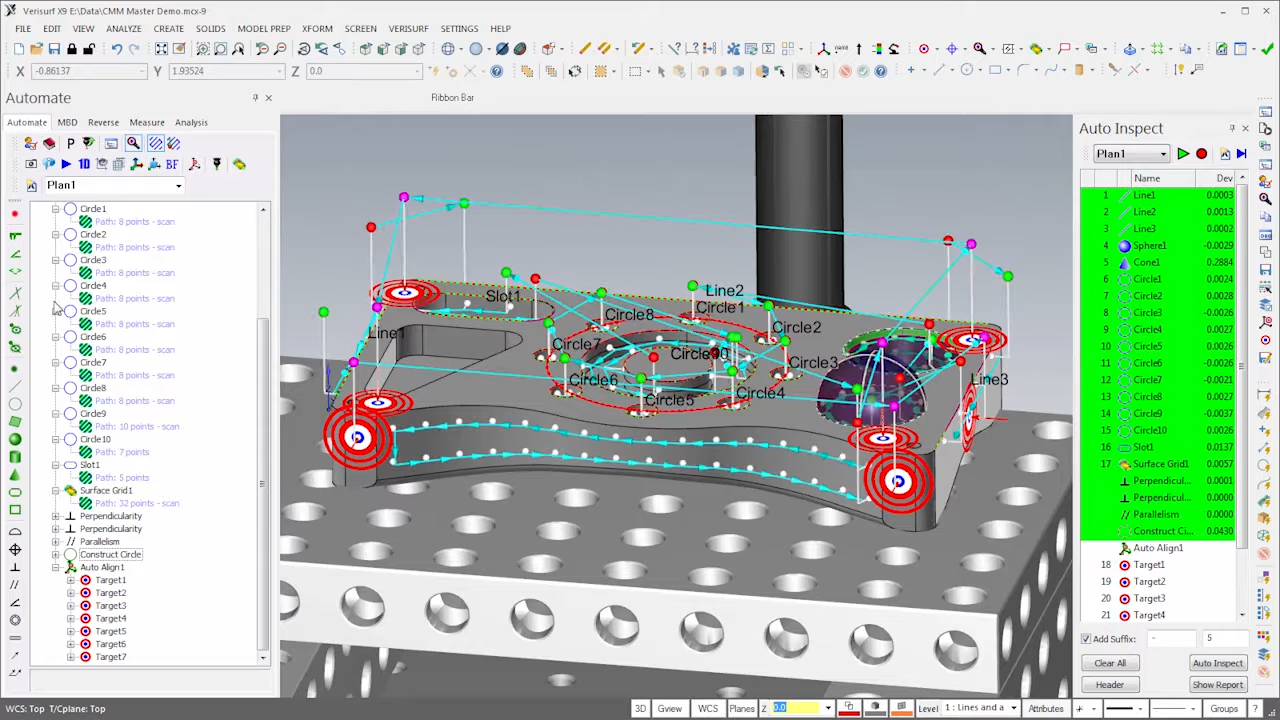 Verisurf X9 E:\Data\CMM Master Demo.mcx-9
FILE EDIT VIEW ANALYZE CREATE SOLIDS MODEL PREP XFORM SCREEN VERISURF SETTINGS HELP
X -0.86137 Y 1.93524 Z 0.0
Automate
Ribbon Bar
Automate MBD Reverse Measure Analysis
P
1D BF
Plan1
Circle1
Path: 8 points - scan
Circle2
Path: 8 points - scan
Circle3
Path: 8 points - scan
Circle4
Path: 8 points - scan
Circle5
Path: 8 points - scan
Circle6
Path: 8 points - scan
Circle7
Path: 8 points - scan
Circle8
Path: 8 points - scan
Circle9
Path: 10 points - scan
Circle10
Path: 7 points
Slot1
Path: 5 points
Surface Grid1
Path: 32 points - scan
Perpendicularity
Perpendicularity
Parallelism
Construct Circle
Auto Align1
Target1
Target2
Target3
Target4
Target5
Target6
Target7
Slot1
Line2
Circle1
Circle8
Circle2
Line1
Circle7
Circle3
Circle6
Circle5
Circle4
Line3
Auto Inspect
Plan1
Name Dev
1 Line1 0.0003
2 Line2 0.0013
3 Line3 0.0002
4 Sphere1 -0.0029
5 Cone1 0.2884
6 Circle1 0.0024
7 Circle2 0.0028
8 Circle3 -0.0002
9 Circle4 0.0026
10 Circle5 0.0026
11 Circle6 -0.0026
12 Circle7 -0.0021
13 Circle8 0.0026
14 Circle9 -0.0037
15 Circle10 0.0026
16 Slot1 0.0137
17 Surface Grid1 0.0057
Perpendicul... 0.0001
Perpendicul... 0.0000
Parallelism 0.0000
Construct Ci... 0.0430
Auto Align1
18 Target1
19 Target2
20 Target3
21 Target4
Add Suffix: - 5
Clear All Auto Inspect
Header Show Report
WCS: Top T/Cplane: Top
3D Gview WCS Planes Z 0.0 Level 1 : Lines and a Attributes Groups ?